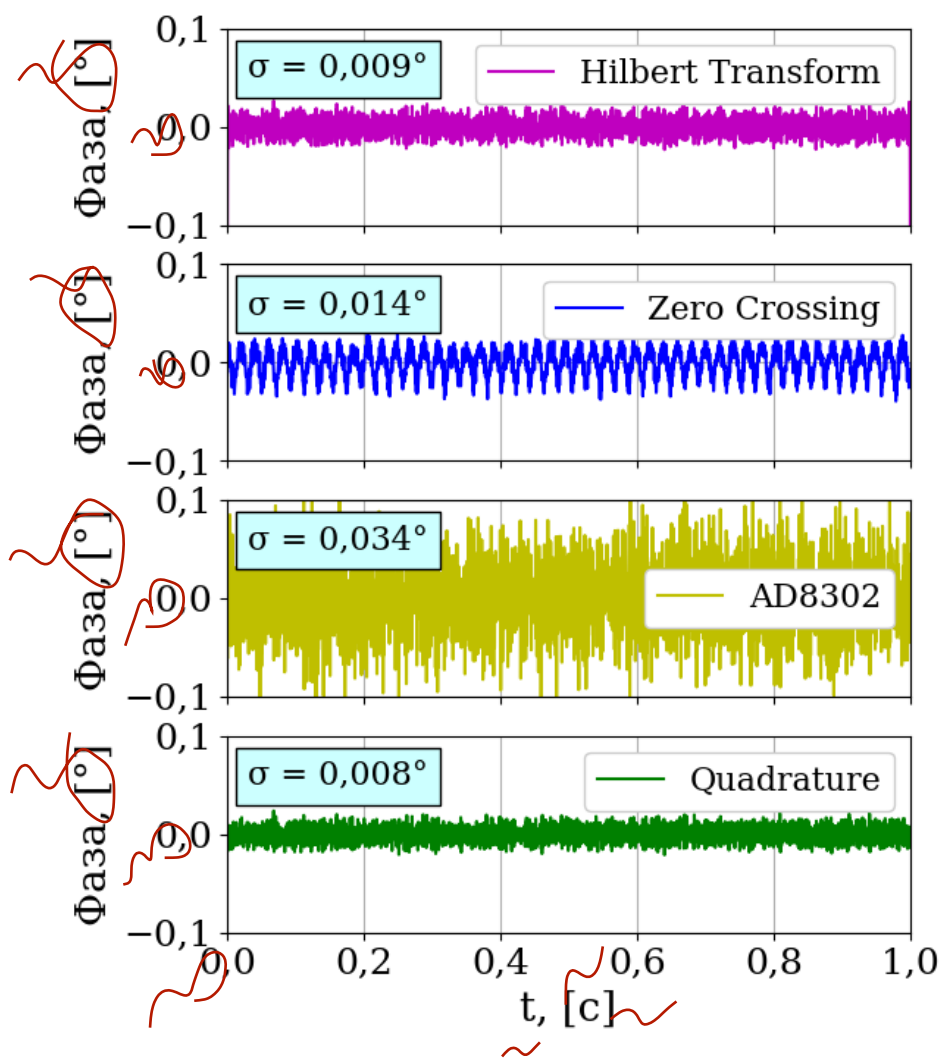 0,1
σ = 0,009°
Hilbert Transform
Фаза, [°]
0,0
−0,1
0,1
σ = 0,014°
Zero Crossing
Фаза, [°]
0,0
−0,1
0,1
σ = 0,034°
Фаза, [°]
0,0
AD8302
−0,1
0,1
σ = 0,008°
Quadrature
Фаза, [°]
0,0
−0,1
0,0 0,2 0,4 0,6 0,8 1,0
t, [c]